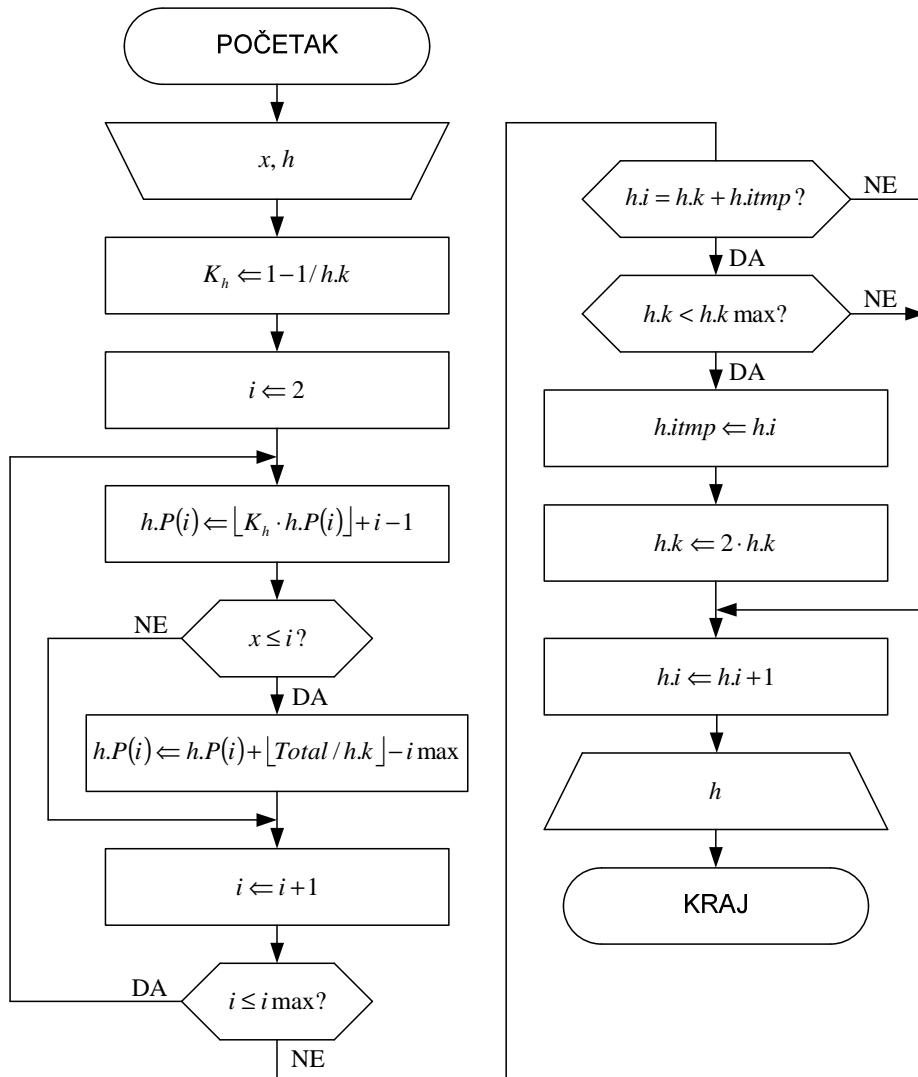 POČETAK
x, h
K_h ⇐ 1−1/h.k
i ⇐ 2
h.P(i) ⇐ ⌊K_h · h.P(i)⌋ + i − 1
NE
x ≤ i?
DA
h.P(i) ⇐ h.P(i) + ⌊Total / h.k⌋ − i max
i ⇐ i + 1
DA
i ≤ i max?
NE
h.i = h.k + h.itmp?
NE
DA
h.k < h.k max?
NE
DA
h.itmp ⇐ h.i
h.k ⇐ 2 · h.k
h.i ⇐ h.i + 1
h
KRAJ